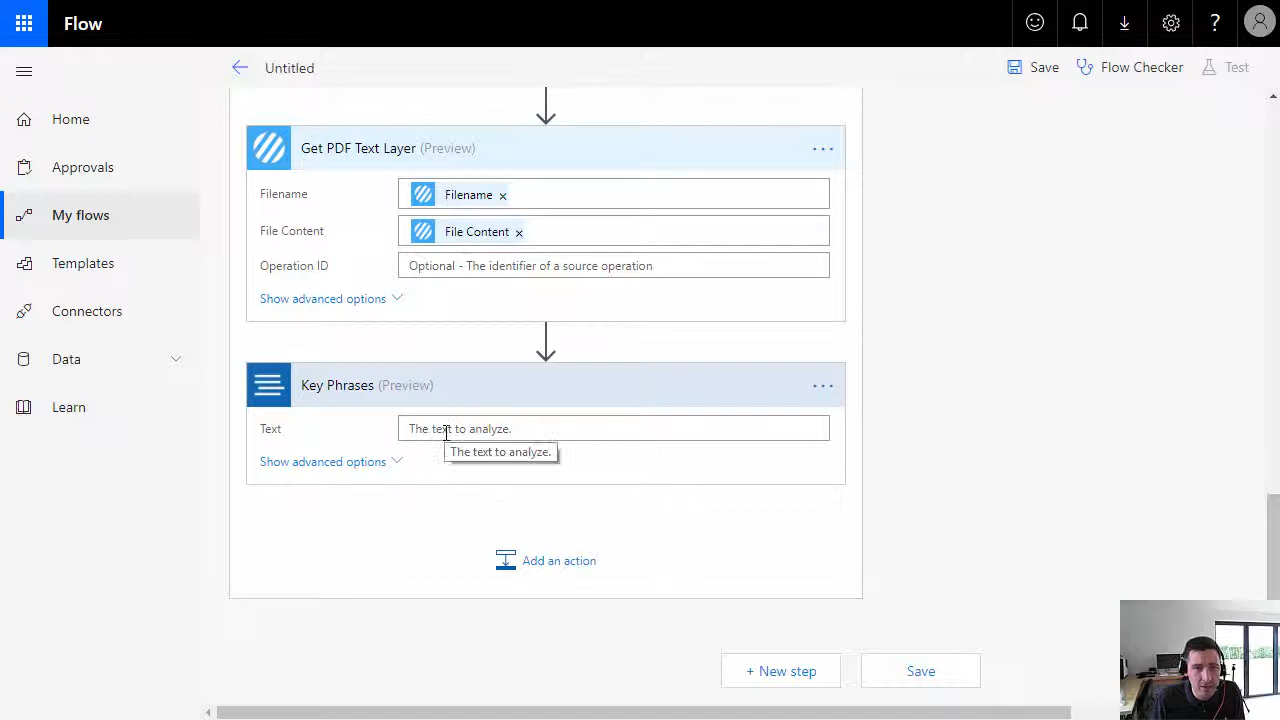 Flow
?
Untitled
Save
Flow Checker
Test
Home
Approvals
My flows
Templates
Connectors
Data
Learn
Get PDF Text Layer (Preview)
...
Filename
Filename ×
File Content
File Content ×
Operation ID
Optional - The identifier of a source operation
Show advanced options
Key Phrases (Preview)
...
Text
The text to analyze.
The text to analyze.
Show advanced options
Add an action
+ New step
Save